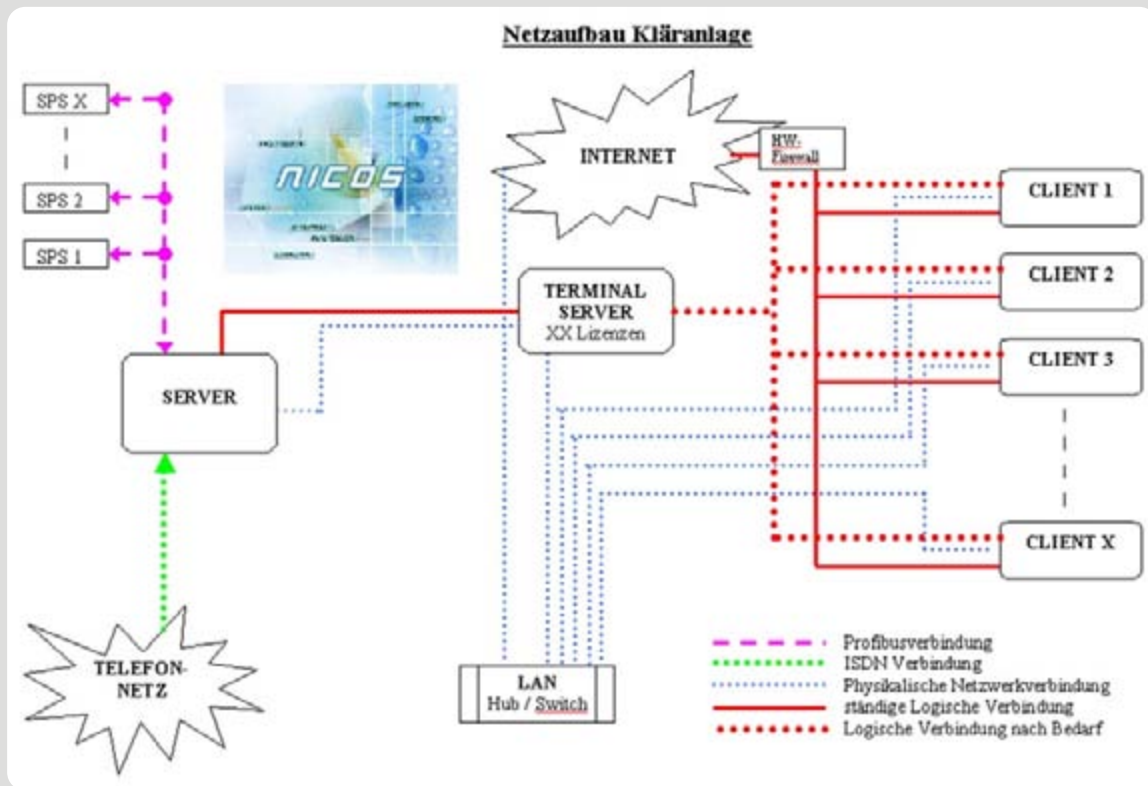 Netzaufbau Kläranlage
SPS X
SPS 2
SPS 1
NICOS
INTERNET
HW-
Firewall
CLIENT 1
CLIENT 2
CLIENT 3
CLIENT X
TERMINAL
SERVER
XX Lizenzen
SERVER
TELEFON-
NETZ
LAN
Hub / Switch
Profibusverbindung
ISDN Verbindung
Physikalische Netzwerkverbindung
ständige Logische Verbindung
Logische Verbindung nach Bedarf